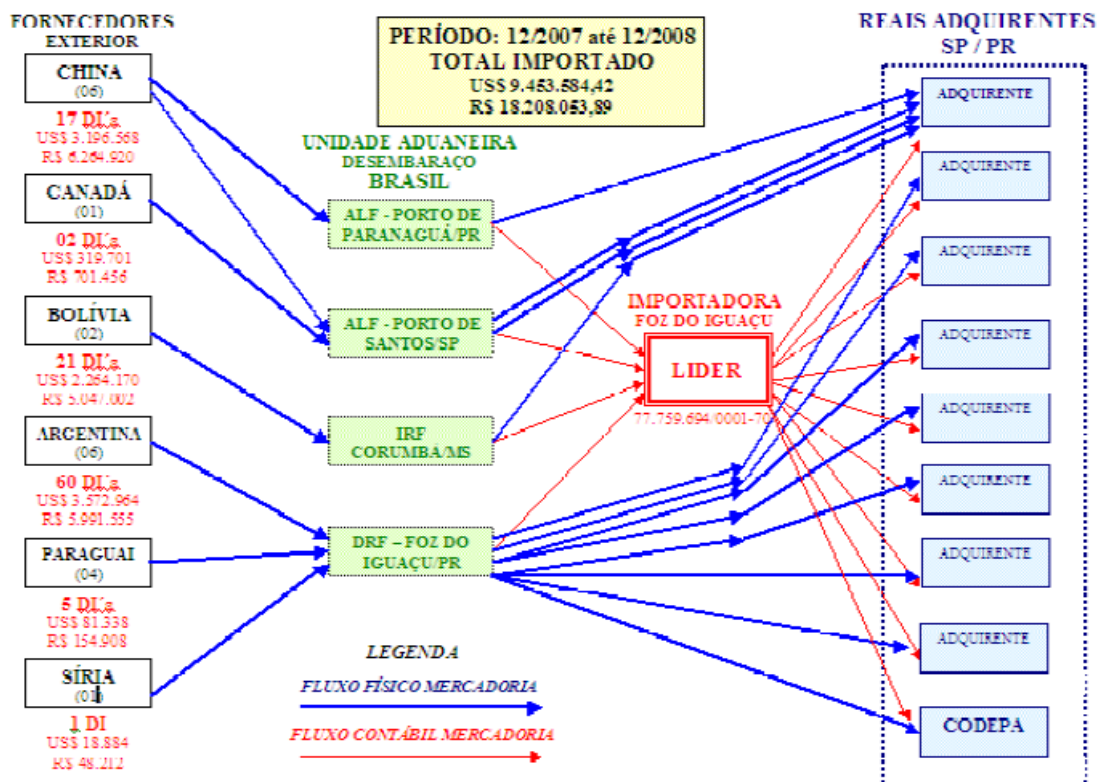 FORNECEDORES
EXTERIOR
CHINA
(06)
17 DI's
US$ 3.196.568
R$ 6.264.920
CANADÁ
(01)
02 DI's
US$ 319.701
R$ 701.456
BOLÍVIA
(02)
21 DI's
US$ 2.264.170
R$ 5.047.002
ARGENTINA
(06)
60 DI's
US$ 3.572.964
R$ 5.991.555
PARAGUAI
(04)
5 DI's
US$ 81.338
R$ 154.908
SÍRIA
(01)
1 DI
US$ 18.884
R$ 48.212
PERÍODO: 12/2007 até 12/2008
TOTAL IMPORTADO
US$ 9.453.584,42
R$ 18.208.053,89
UNIDADE ADUANEIRA
DESEMBARAÇO
BRASIL
ALF - PORTO DE
PARANAGUÁ/PR
ALF - PORTO DE
SANTOS/SP
IRF
CORUMBÁ/MS
DRF – FOZ DO
IGUAÇU/PR
IMPORTADORA
FOZ DO IGUAÇU
LIDER
77.759.694/0001-70
LEGENDA
FLUXO FÍSICO MERCADORIA
FLUXO CONTÁBIL MERCADORIA
REAIS ADQUIRENTES
SP / PR
ADQUIRENTE
ADQUIRENTE
ADQUIRENTE
ADQUIRENTE
ADQUIRENTE
ADQUIRENTE
ADQUIRENTE
ADQUIRENTE
CODEPA